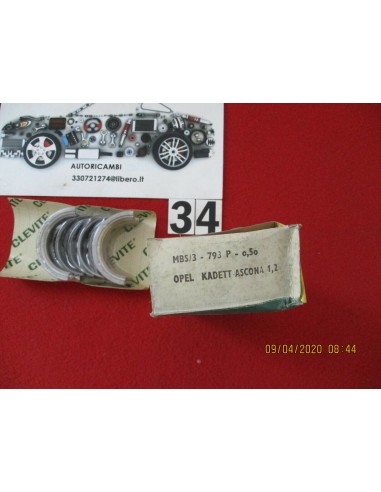 AUTORICAMBI
330721274@libero.it
34
CLEVITE
CLEVITE
CLEVITE
MBS/3 - 793 P - 0,50
OPEL KADETT ASCONA 1,2
09/04/2020 08:44